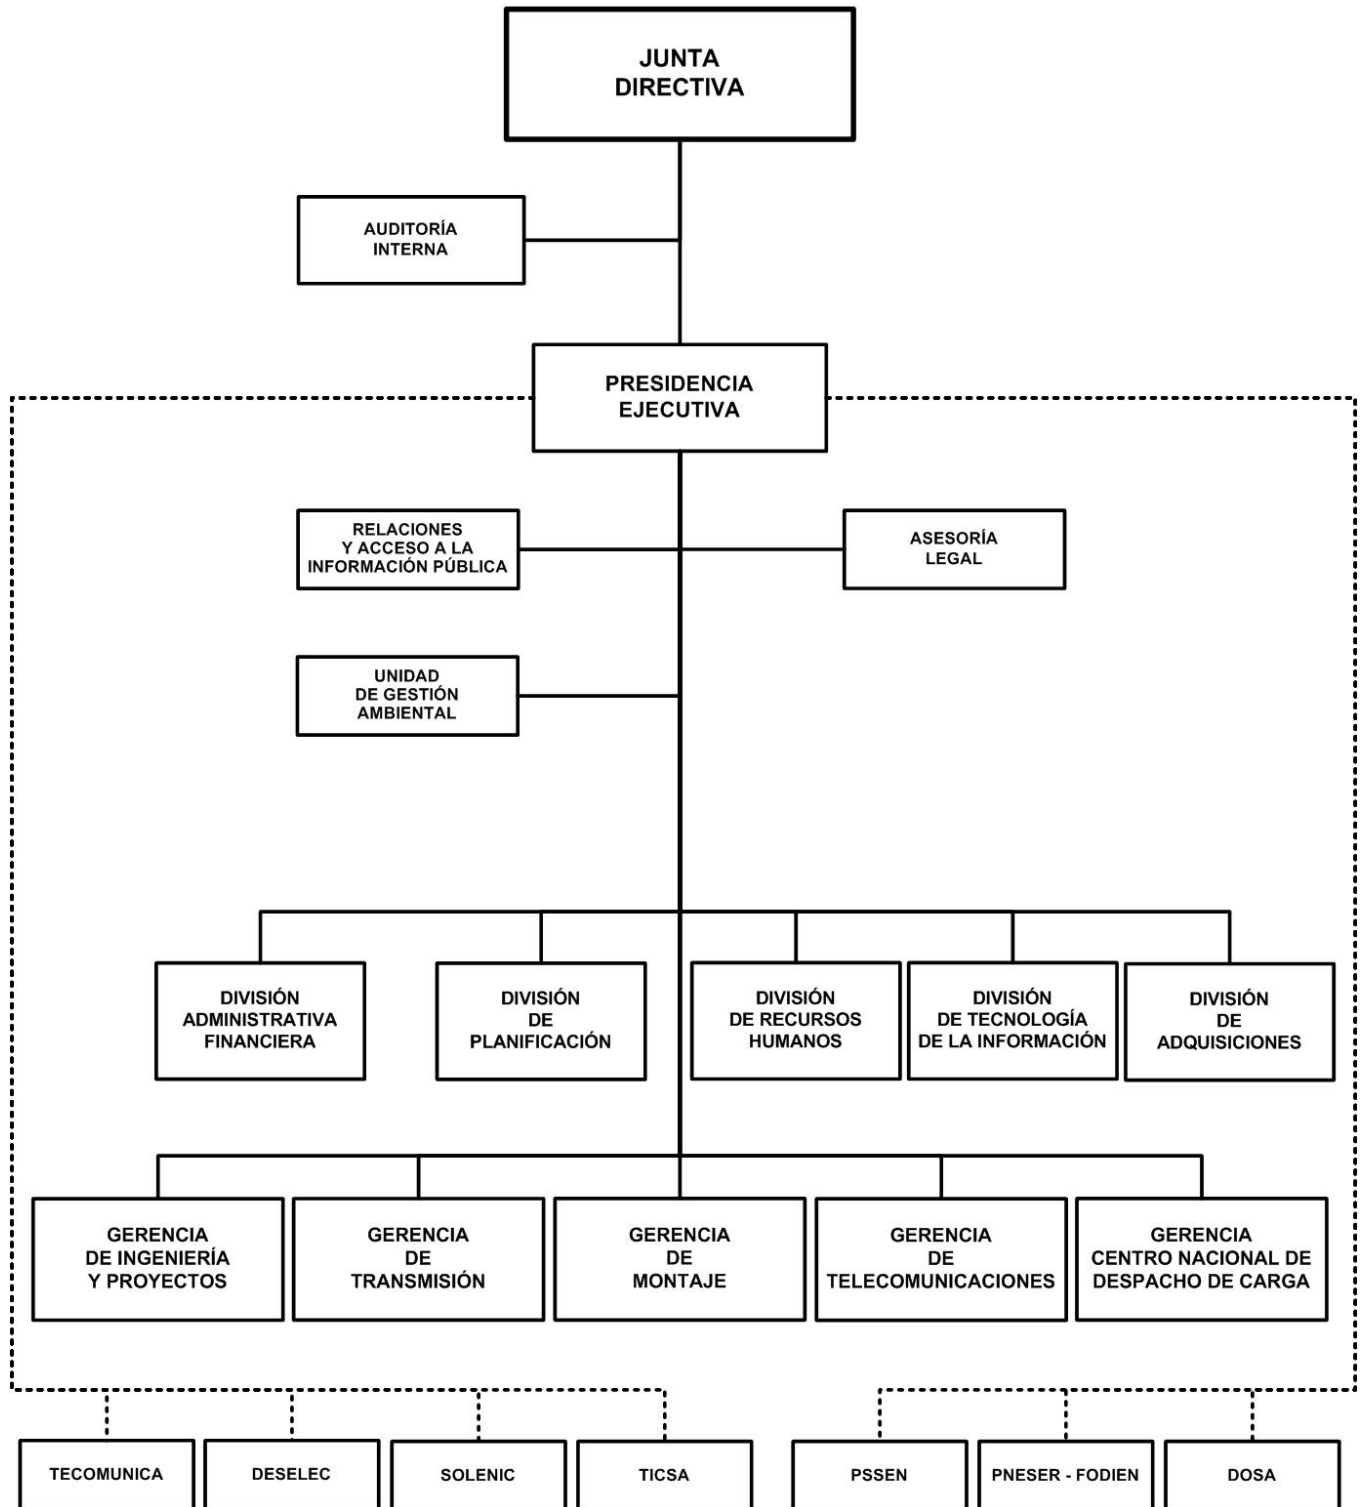 JUNTA
DIRECTIVA
AUDITORÍA
INTERNA
PRESIDENCIA
EJECUTIVA
RELACIONES
Y ACCESO A LA
INFORMACIÓN PÚBLICA
ASESORÍA
LEGAL
UNIDAD
DE GESTIÓN
AMBIENTAL
DIVISIÓN
ADMINISTRATIVA
FINANCIERA
DIVISIÓN
DE
PLANIFICACIÓN
DIVISIÓN
DE RECURSOS
HUMANOS
DIVISIÓN
DE TECNOLOGÍA
DE LA INFORMACIÓN
DIVISIÓN
DE
ADQUISICIONES
GERENCIA
DE INGENIERÍA
Y PROYECTOS
GERENCIA
DE
TRANSMISIÓN
GERENCIA
DE
MONTAJE
GERENCIA
DE
TELECOMUNICACIONES
GERENCIA
CENTRO NACIONAL DE
DESPACHO DE CARGA
TECOMUNICA
DESELEC
SOLENIC
TICSA
PSSEN
PNESER - FODIEN
DOSA